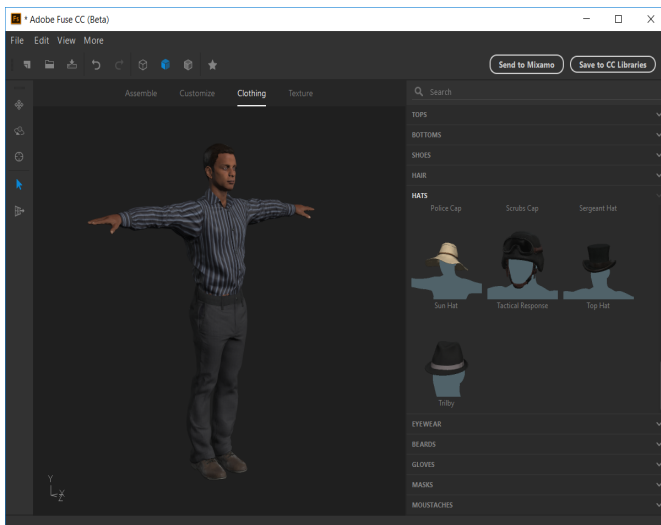 Fs * Adobe Fuse CC (Beta)
File Edit View More
Send to Mixamo Save to CC Libraries
Assemble Customize Clothing Texture
Search
TOPS
BOTTOMS
SHOES
HAIR
HATS
Police Cap Scrubs Cap Sergeant Hat
Sun Hat Tactical Response Top Hat
Trilby
EYEWEAR
BEARDS
GLOVES
MASKS
MOUSTACHES
Y
X
Z